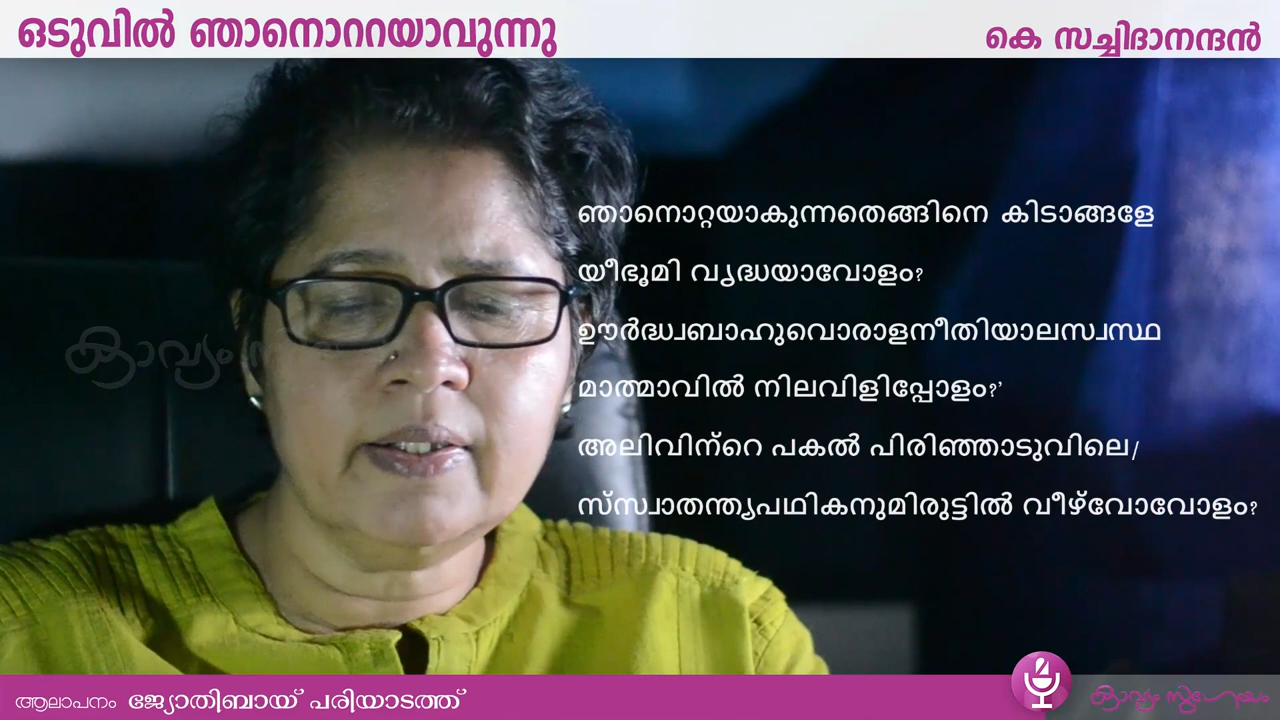 ഒടുവിൽ ഞാനൊററയാവുന്നു
കെ സച്ചിദാനന്ദൻ
ഞാനൊറ്റയാകുന്നതെങ്ങിനെ കിടാങ്ങളേ
യീഭൂമി വൃദ്ധയാവോളം?
ഊർദ്ധ്വബാഹുവൊരാളനീതിയാലസ്വസ്ഥ
മാത്മാവിൽ നിലവിളിപ്പോളം?'
അലിവിന്റെ പകൽ പിരിഞ്ഞാടുവിലെ/
സ്സ്വാതന്ത്ര്യപഥികനുമിരുട്ടിൽ വീഴ്‌വോവോളം?
ആലാപനം ജ്യോതിബായ് പരിയാടത്ത്
കാവ്യം സുഗേയം